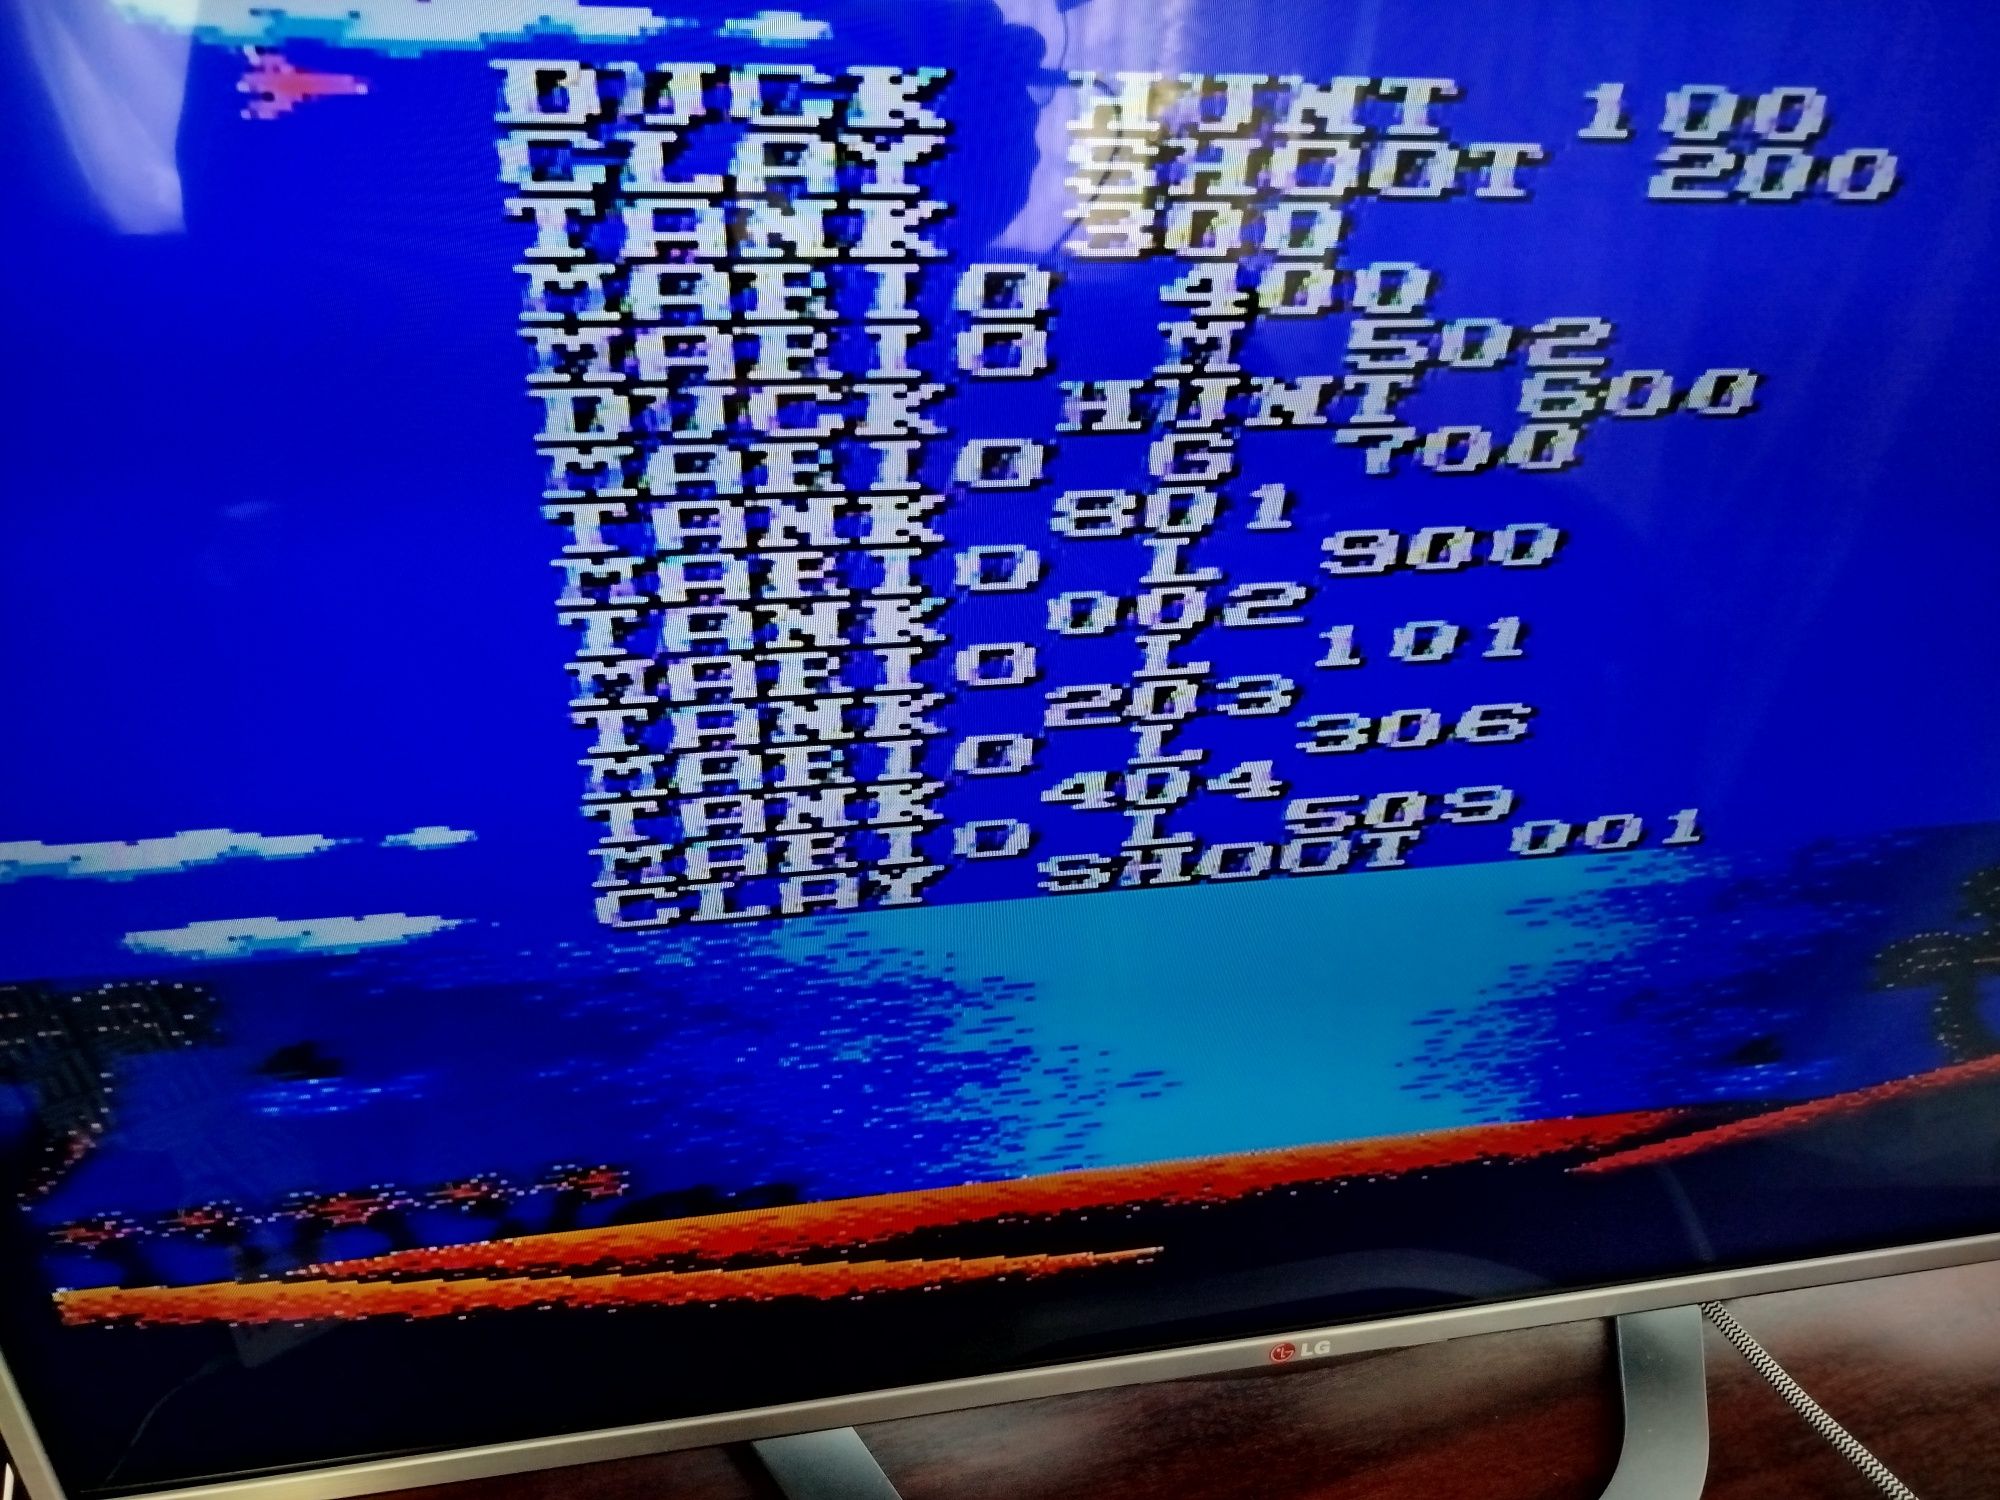 DUCK HUNT 100
CLAY SHOOT 200
TANK 300
MARIO 400
MARIO M 502
DUCK HUNT 600
MARIO G 700
TANK 801
MARIO L 900
TANK 002
MARIO L 101
TANK 203
MARIO L 306
TANK 404
MARIO L 509
CLAY SHOOT 001
LG